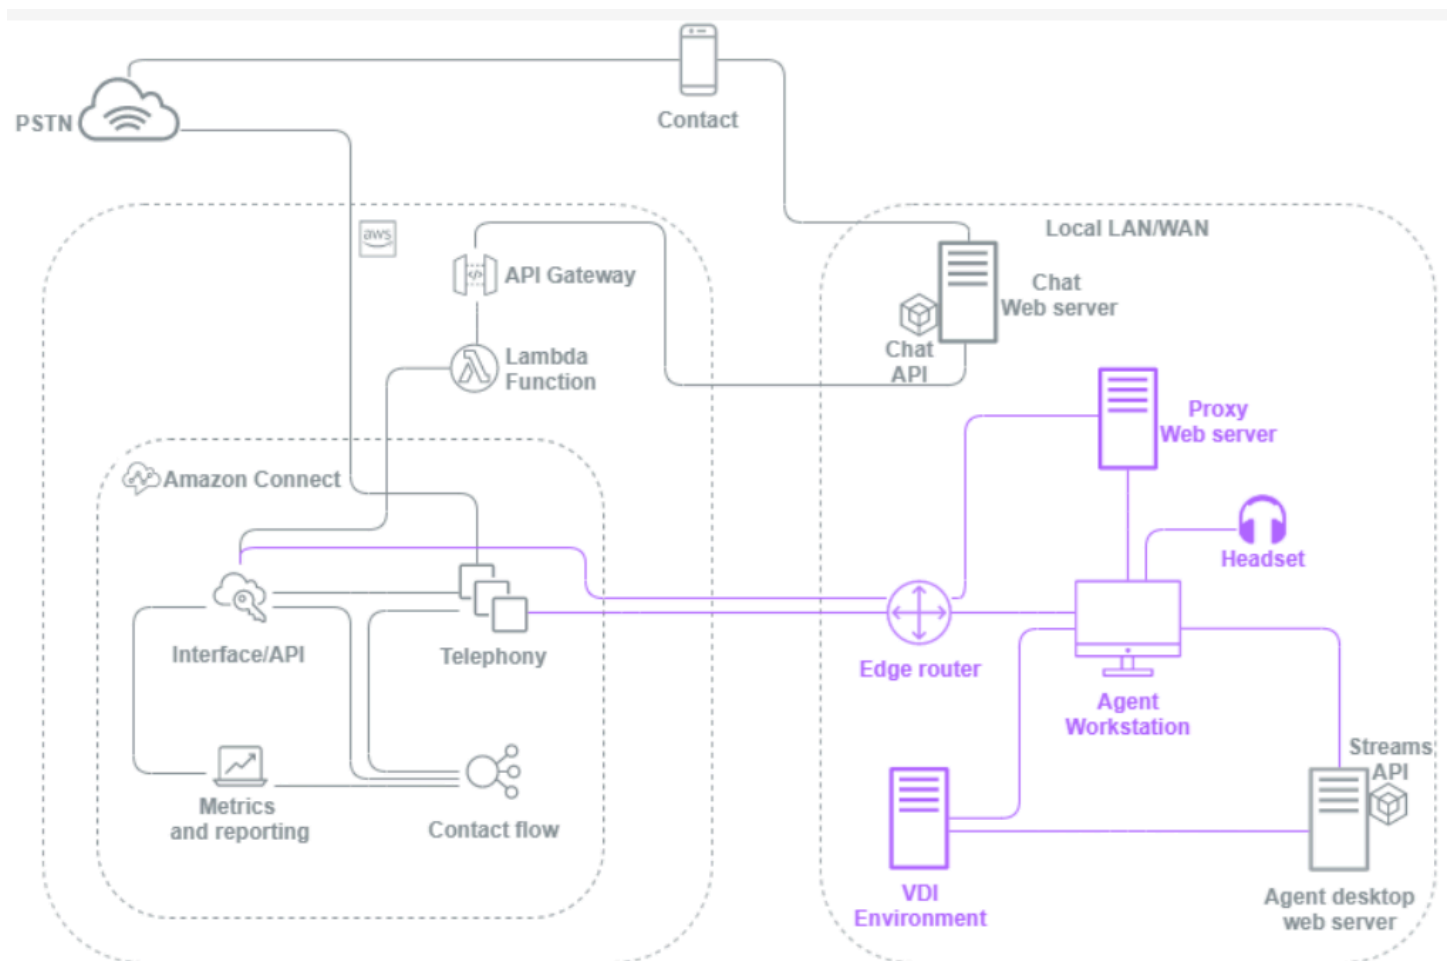 Contact
PSTN
aws
Local LAN/WAN
API Gateway
Chat
Web server
Chat
API
Lambda
Function
Proxy
Web server
Amazon Connect
Headset
Interface/API
Telephony
Edge router
Agent
Workstation
Streams
API
Metrics
and reporting
Contact flow
VDI
Environment
Agent desktop
web server